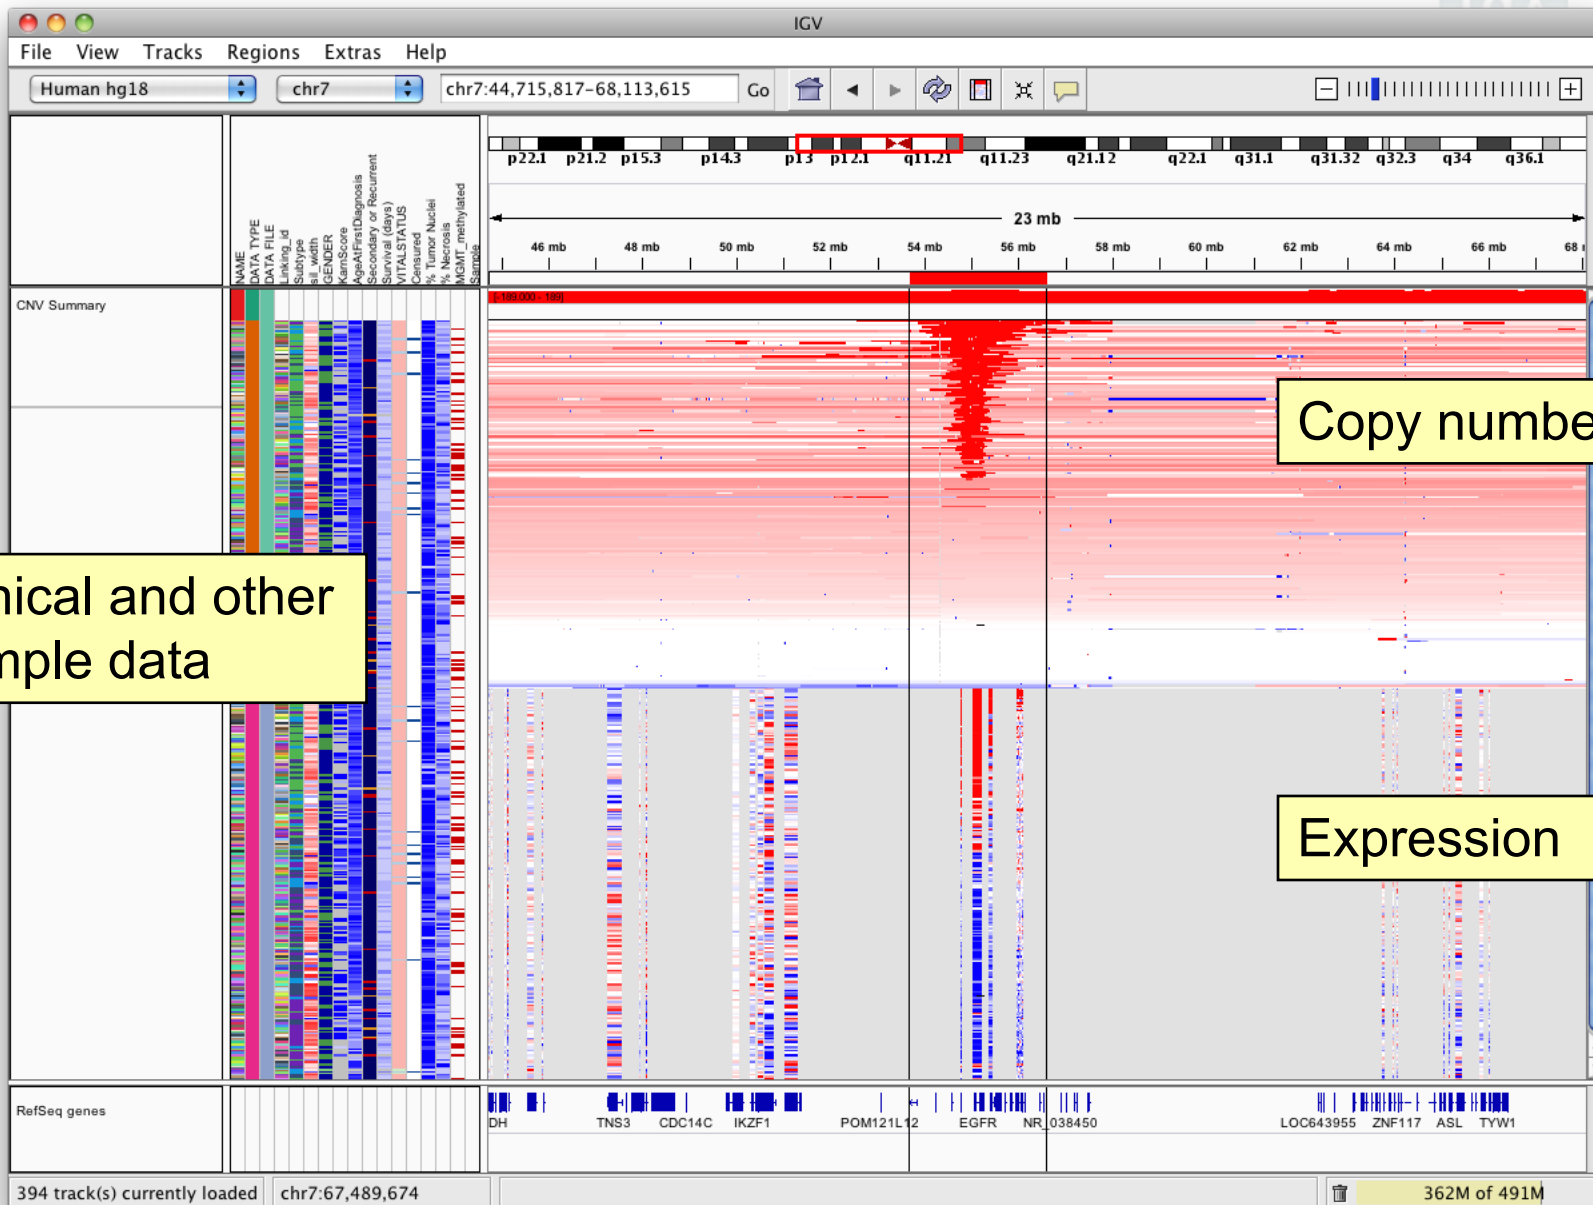 IGV
File View Tracks Regions Extras Help
Human hg18 chr7 chr7:44,715,817-68,113,615 Go
NAME
DATA TYPE
DATA FILE
Linking_id
Subtype
sil_width
GENDER
KarnScore
AgeAtFirstDiagnosis
Secondary or Recurrent
Survival (days)
VITALSTATUS
Censured
% Tumor Nuclei
% Necrosis
MGMT_methylated
Sample
p22.1 p21.2 p15.3 p14.3 p13 p12.1 q11.21 q11.23 q21.12 q22.1 q31.1 q31.32 q32.3 q34 q36.1
23 mb
46 mb 48 mb 50 mb 52 mb 54 mb 56 mb 58 mb 60 mb 62 mb 64 mb 66 mb 68
CNV Summary
[-189.000 - 189]
Copy numbe
nical and other
mple data
Expression
RefSeq genes
DH TNS3 CDC14C IKZF1 POM121L12 EGFR NR_038450 LOC643955 ZNF117 ASL TYW1
394 track(s) currently loaded chr7:67,489,674 362M of 491M